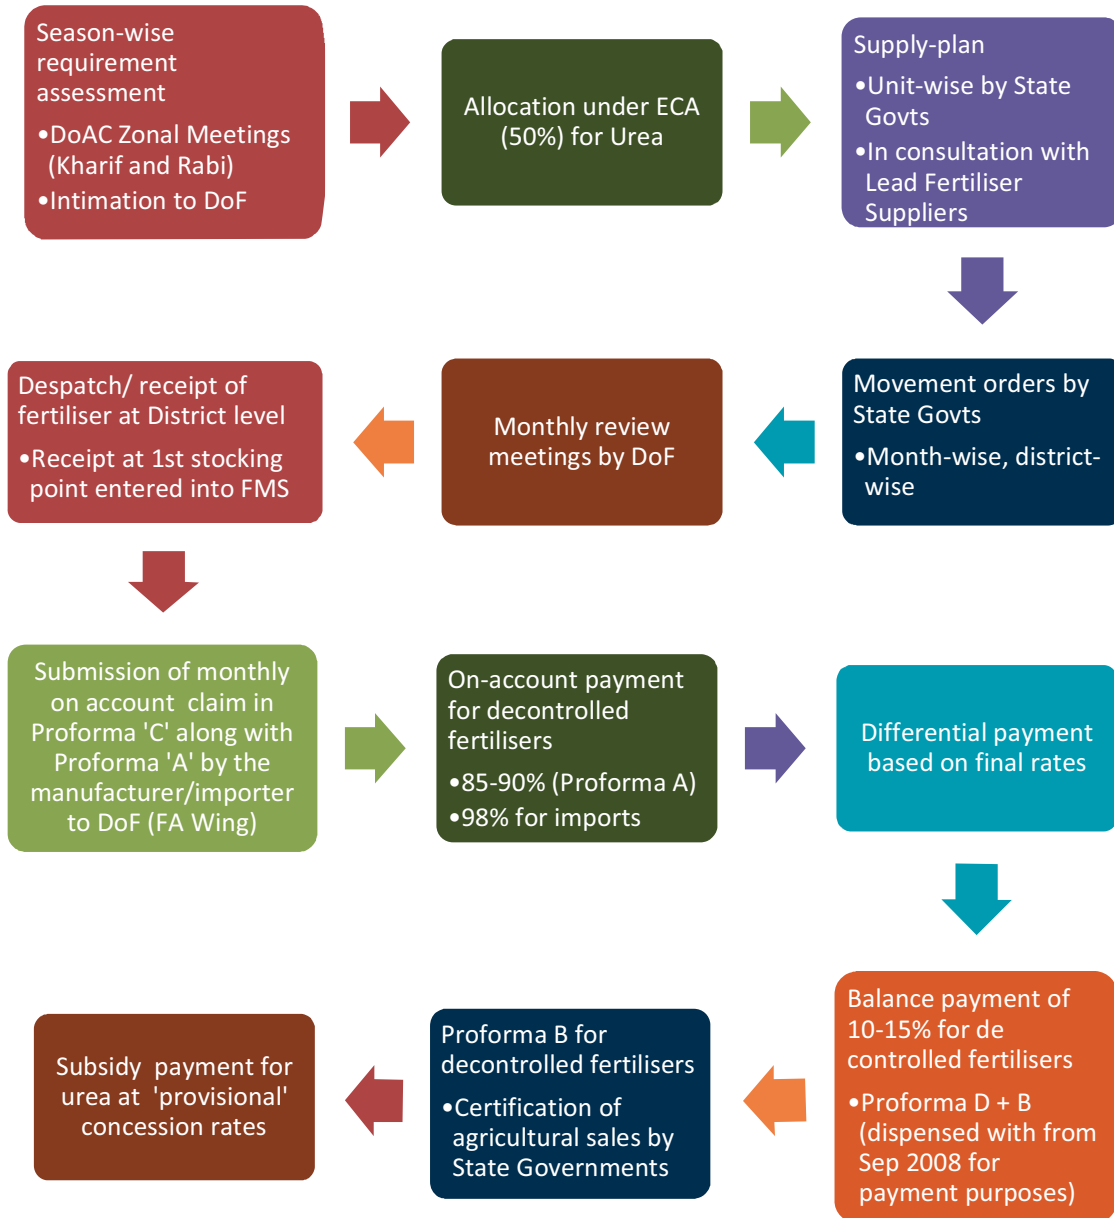 Season-wise
requirement
assessment
•DoAC Zonal Meetings
(Kharif and Rabi)
•Intimation to DoF
Allocation under ECA
(50%) for Urea
Supply-plan
•Unit-wise by State
Govts
•In consultation with
Lead Fertiliser
Suppliers
Movement orders by
State Govts
•Month-wise, district-
wise
Monthly review
meetings by DoF
Despatch/ receipt of
fertiliser at District level
•Receipt at 1st stocking
point entered into FMS
Submission of monthly
on account claim in
Proforma 'C' along with
Proforma 'A' by the
manufacturer/importer
to DoF (FA Wing)
On-account payment
for decontrolled
fertilisers
•85-90% (Proforma A)
•98% for imports
Differential payment
based on final rates
Balance payment of
10-15% for de
controlled fertilisers
•Proforma D + B
(dispensed with from
Sep 2008 for
payment purposes)
Proforma B for
decontrolled fertilisers
•Certification of
agricultural sales by
State Governments
Subsidy payment for
urea at 'provisional'
concession rates